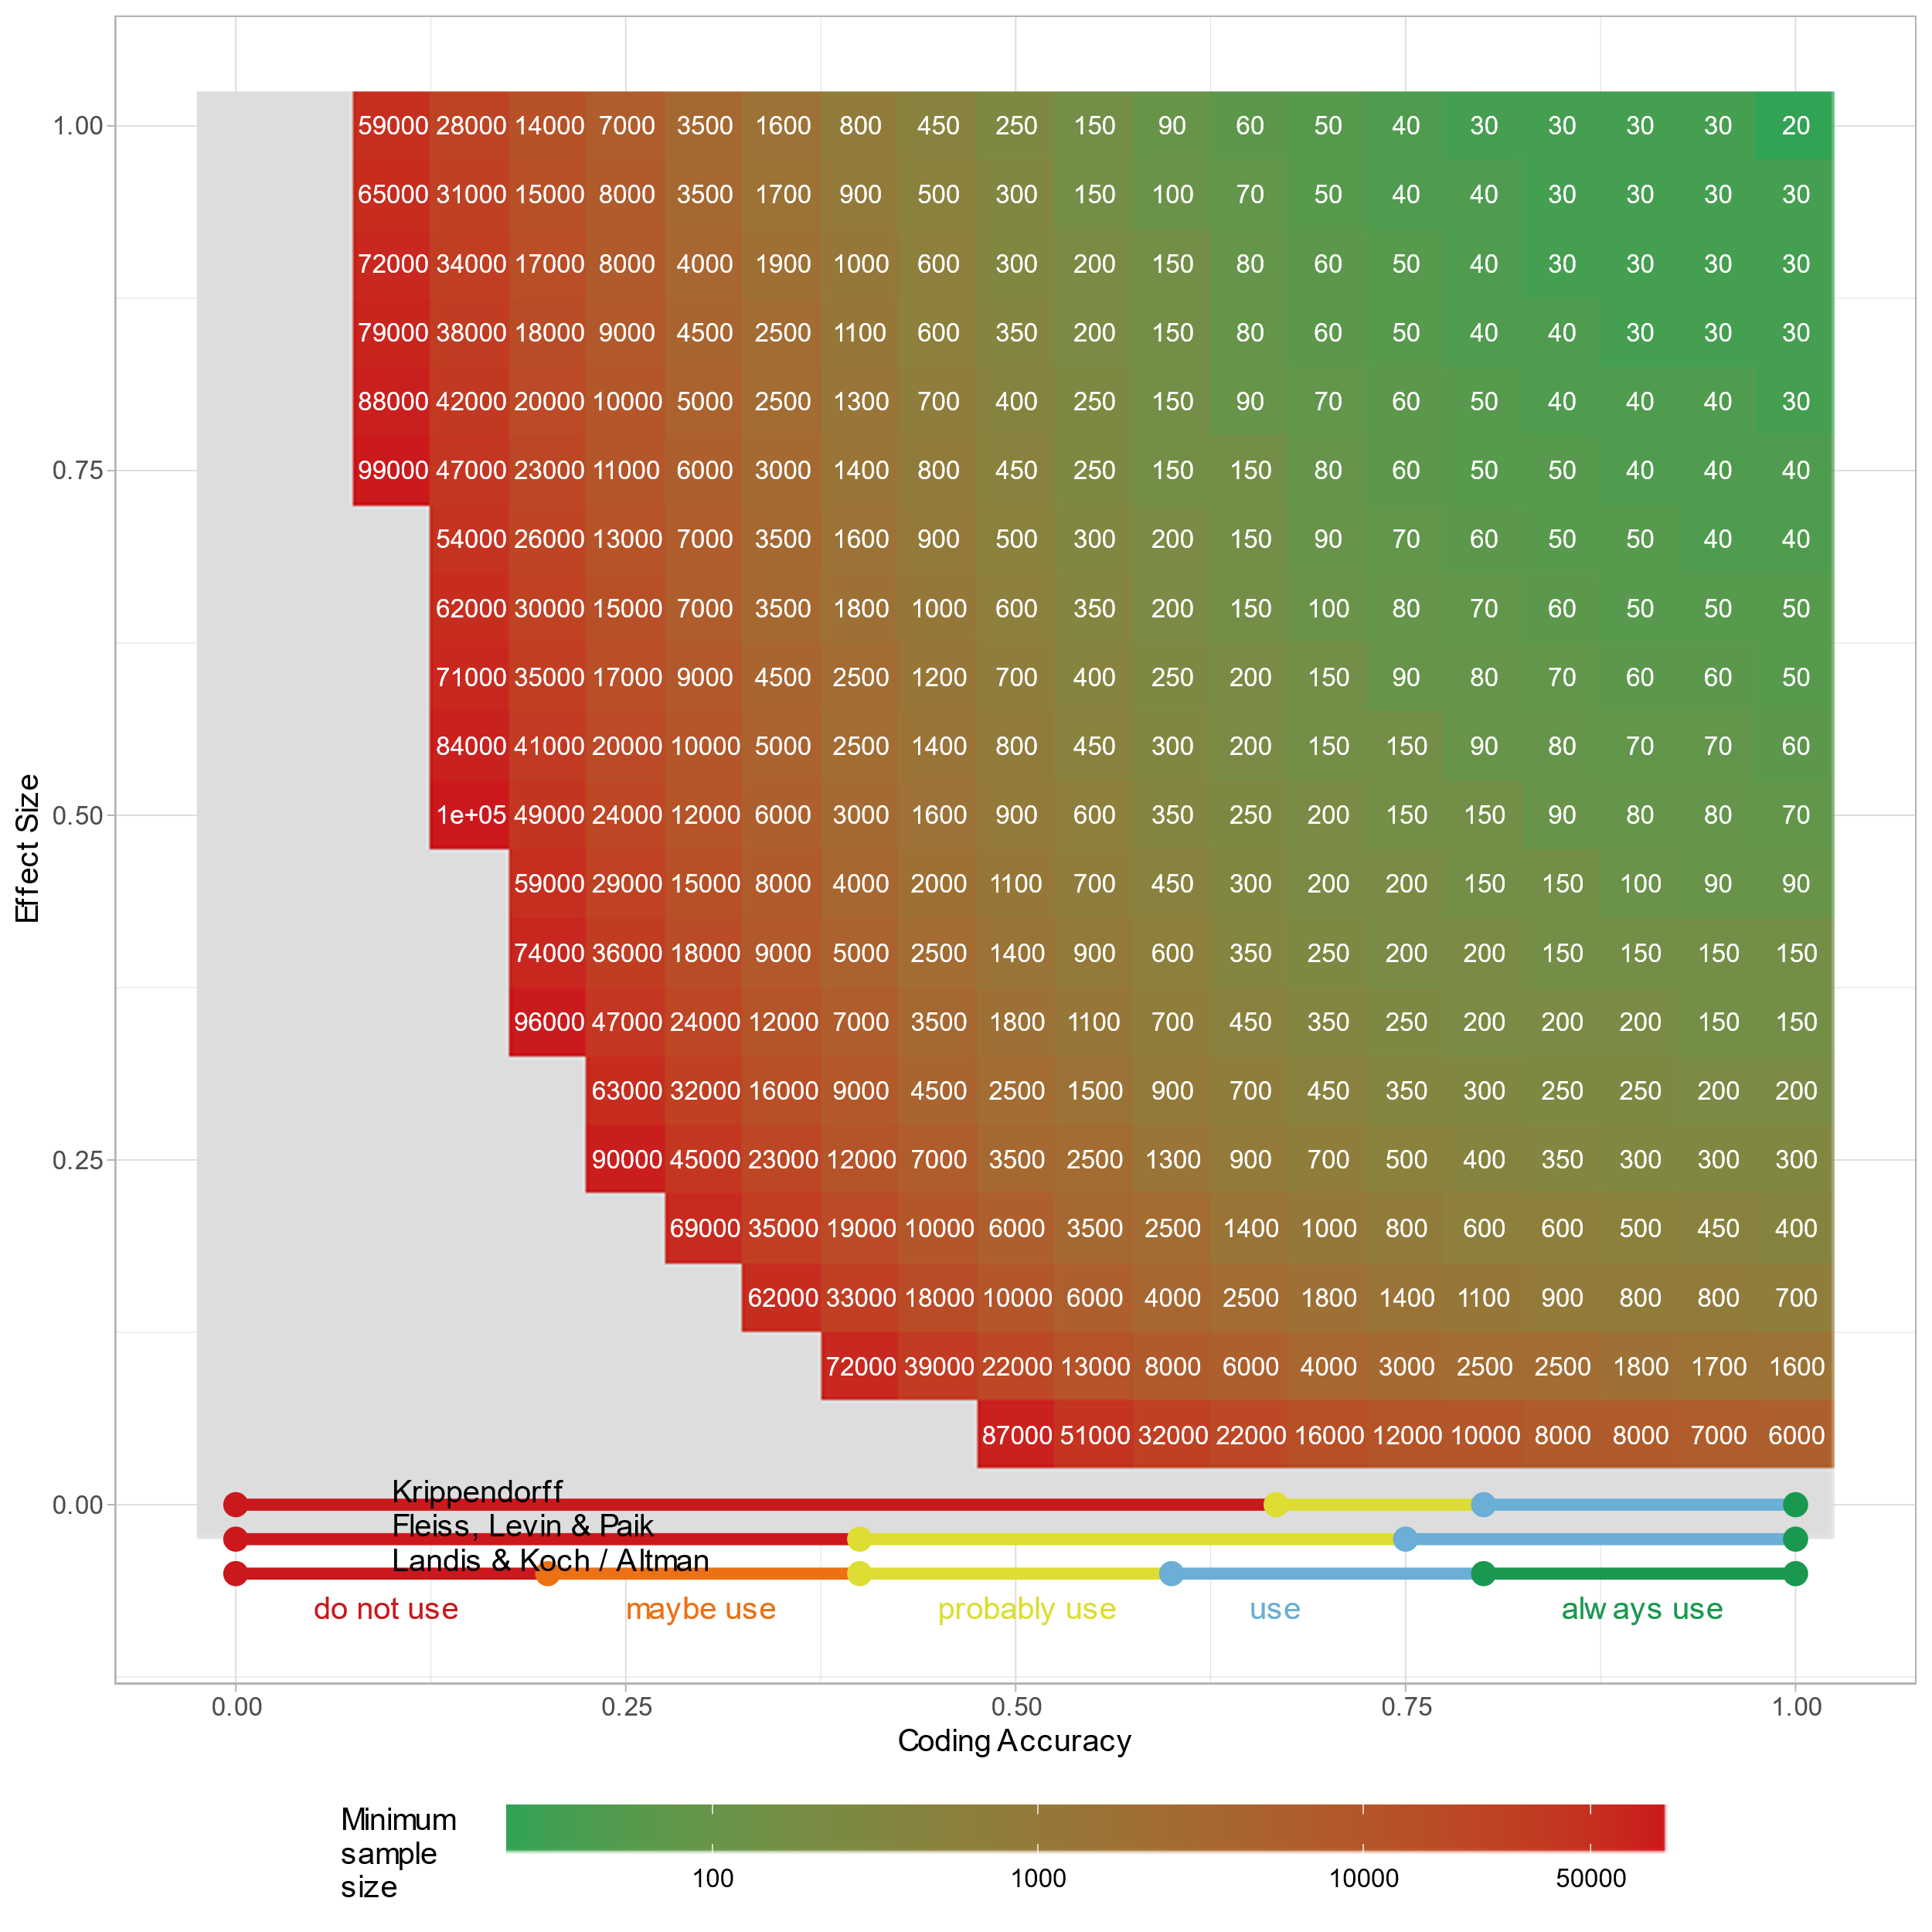 1.00 59000 28000 14000 7000 3500 1600 800 450 250 150 90 60 50 40 30 30 30 30 20
65000 31000 15000 8000 3500 1700 900 500 300 150 100 70 50 40 40 30 30 30 30
72000 34000 17000 8000 4000 1900 1000 600 300 200 150 80 60 50 40 30 30 30 30
79000 38000 18000 9000 4500 2500 1100 600 350 200 150 80 60 50 40 40 30 30 30
88000 42000 20000 10000 5000 2500 1300 700 400 250 150 90 70 60 50 40 40 40 30
0.75 99000 47000 23000 11000 6000 3000 1400 800 450 250 150 150 80 60 50 50 40 40 40
54000 26000 13000 7000 3500 1600 900 500 300 200 150 90 70 60 50 50 40 40
62000 30000 15000 7000 3500 1800 1000 600 350 200 150 100 80 70 60 50 50 50
71000 35000 17000 9000 4500 2500 1200 700 400 250 200 150 90 80 70 60 60 50
84000 41000 20000 10000 5000 2500 1400 800 450 300 200 150 150 90 80 70 70 60
Effect Size
0.50 1e+05 49000 24000 12000 6000 3000 1600 900 600 350 250 200 150 150 90 80 80 70
59000 29000 15000 8000 4000 2000 1100 700 450 300 200 200 150 150 100 90 90
74000 36000 18000 9000 5000 2500 1400 900 600 350 250 200 200 150 150 150 150
96000 47000 24000 12000 7000 3500 1800 1100 700 450 350 250 200 200 200 150 150
63000 32000 16000 9000 4500 2500 1500 900 700 450 350 300 250 250 200 200
0.25 90000 45000 23000 12000 7000 3500 2500 1300 900 700 500 400 350 300 300 300
69000 35000 19000 10000 6000 3500 2500 1400 1000 800 600 600 500 450 400
62000 33000 18000 10000 6000 4000 2500 1800 1400 1100 900 800 800 700
72000 39000 22000 13000 8000 6000 4000 3000 2500 2500 1800 1700 1600
87000 51000 32000 22000 16000 12000 10000 8000 8000 7000 6000
Krippendorff
0.00
Fleiss, Levin & Paik
Landis & Koch / Altman
do not use maybe use probably use use always use
0.00 0.25 0.50 0.75 1.00
Coding Accuracy
Minimum
sample
size
100 1000 10000 50000